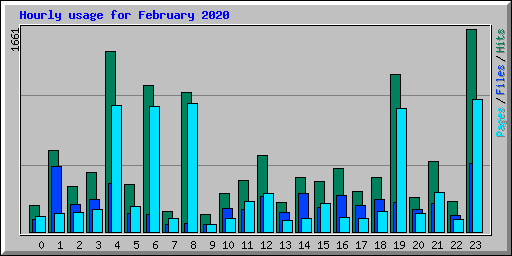 Hourly usage for February 2020
1661
Pages / Files / Hits
0 1 2 3 4 5 6 7 8 9 10 11 12 13 14 15 16 17 18 19 20 21 22 23